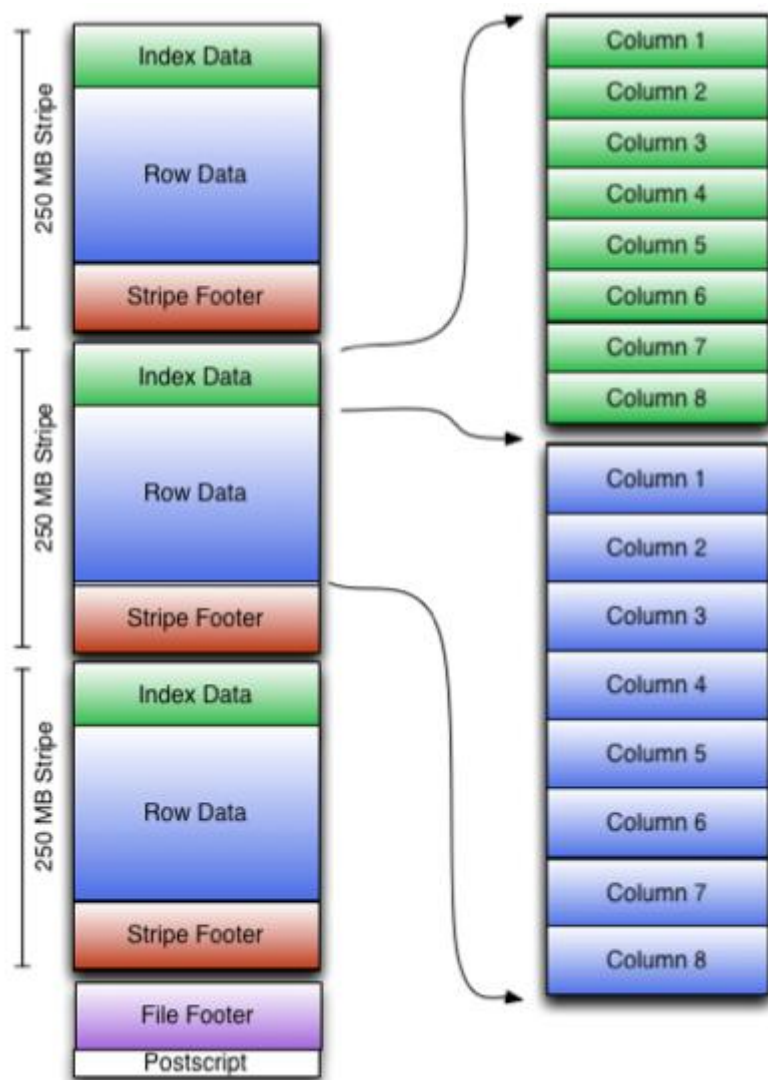 250 MB Stripe
Index Data
Row Data
Stripe Footer
250 MB Stripe
Index Data
Row Data
Stripe Footer
250 MB Stripe
Index Data
Row Data
Stripe Footer
File Footer
Postscript
Column 1
Column 2
Column 3
Column 4
Column 5
Column 6
Column 7
Column 8
Column 1
Column 2
Column 3
Column 4
Column 5
Column 6
Column 7
Column 8